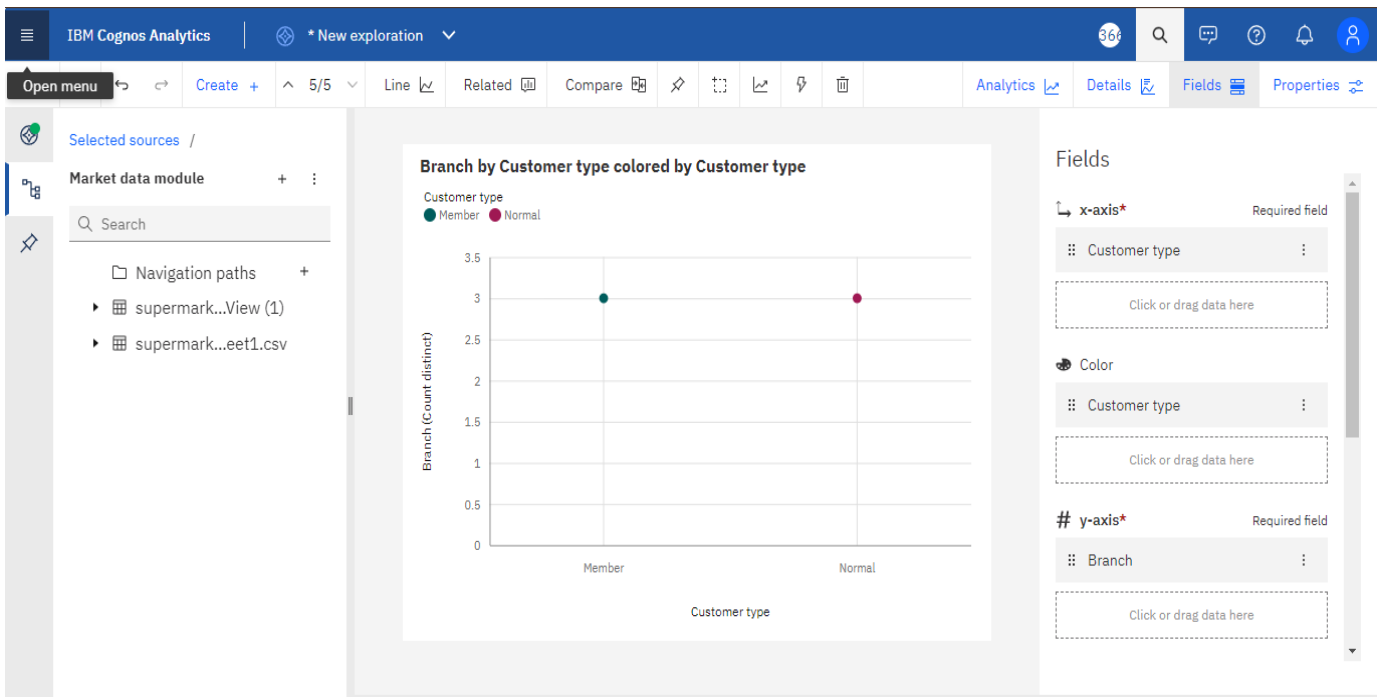 IBM Cognos Analytics
* New exploration
Open menu
Create +
5/5
Line
Related
Compare
Analytics
Details
Fields
Properties
Selected sources /
Market data module
Search
Navigation paths
supermark...View (1)
supermark...eet1.csv
Branch by Customer type colored by Customer type
Customer type
Member Normal
3.5
3
2.5
2
1.5
1
0.5
0
Branch (Count distinct)
Member Normal
Customer type
Fields
x-axis* Required field
Customer type
Click or drag data here
Color
Customer type
Click or drag data here
# y-axis* Required field
Branch
Click or drag data here